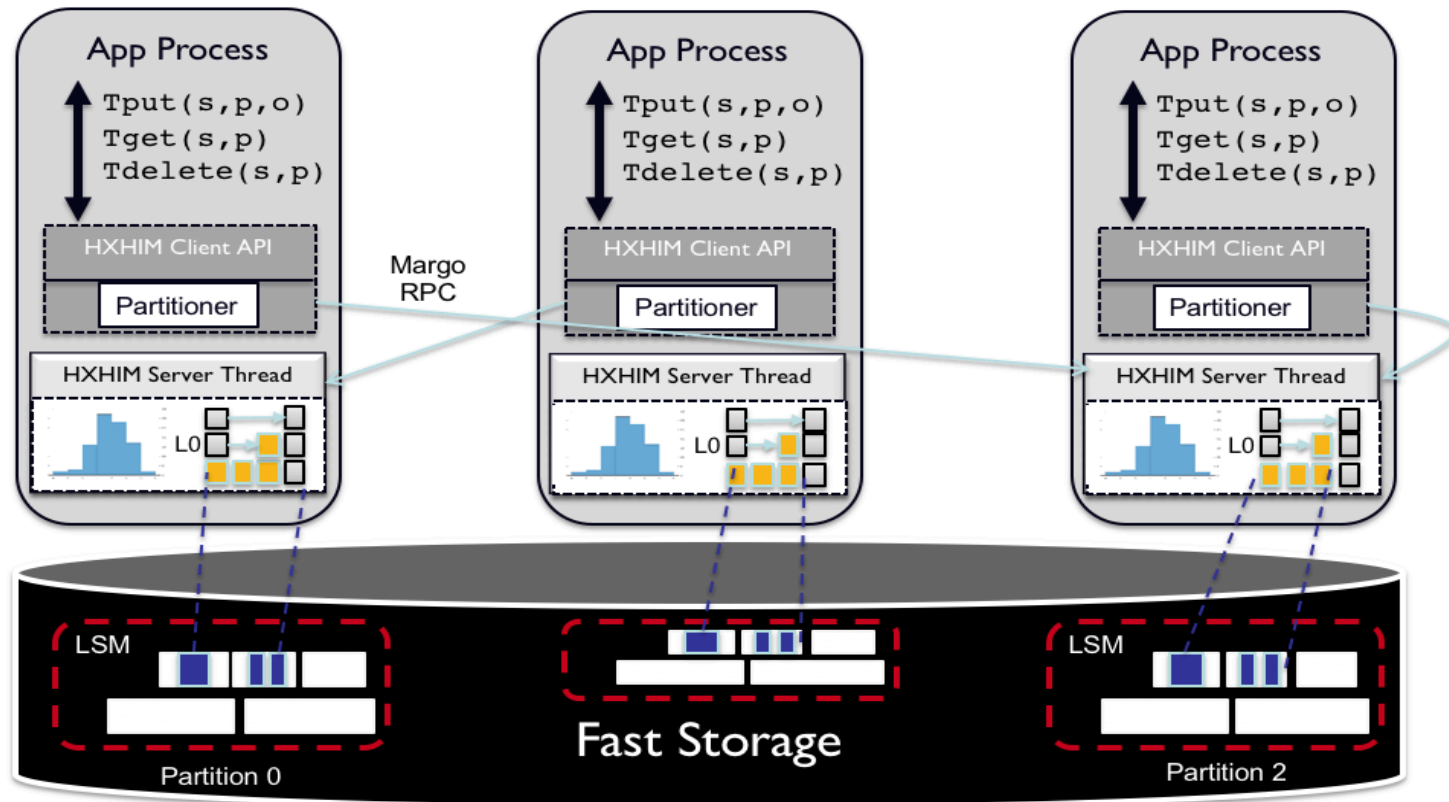 App Process
Tput(s,p,o)
Tget(s,p)
Tdelete(s,p)
HXHIM Client API
Partitioner
HXHIM Server Thread
L0
App Process
Tput(s,p,o)
Tget(s,p)
Tdelete(s,p)
HXHIM Client API
Partitioner
HXHIM Server Thread
L0
App Process
Tput(s,p,o)
Tget(s,p)
Tdelete(s,p)
HXHIM Client API
Partitioner
HXHIM Server Thread
L0
Margo
RPC
LSM
Partition 0
Fast Storage
LSM
Partition 2